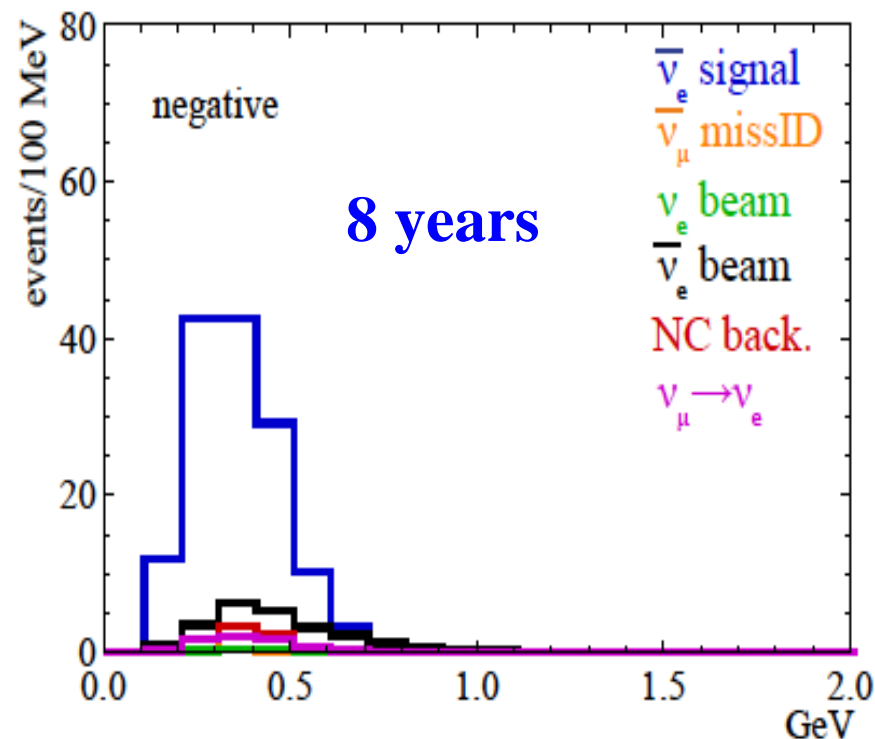 events/100 MeV
80
60
40
20
0
negative
8 years
ν̅e signal
ν̅μ missID
νe beam
ν̅e beam
NC back.
νμ→νe
0.0 0.5 1.0 1.5 2.0
GeV